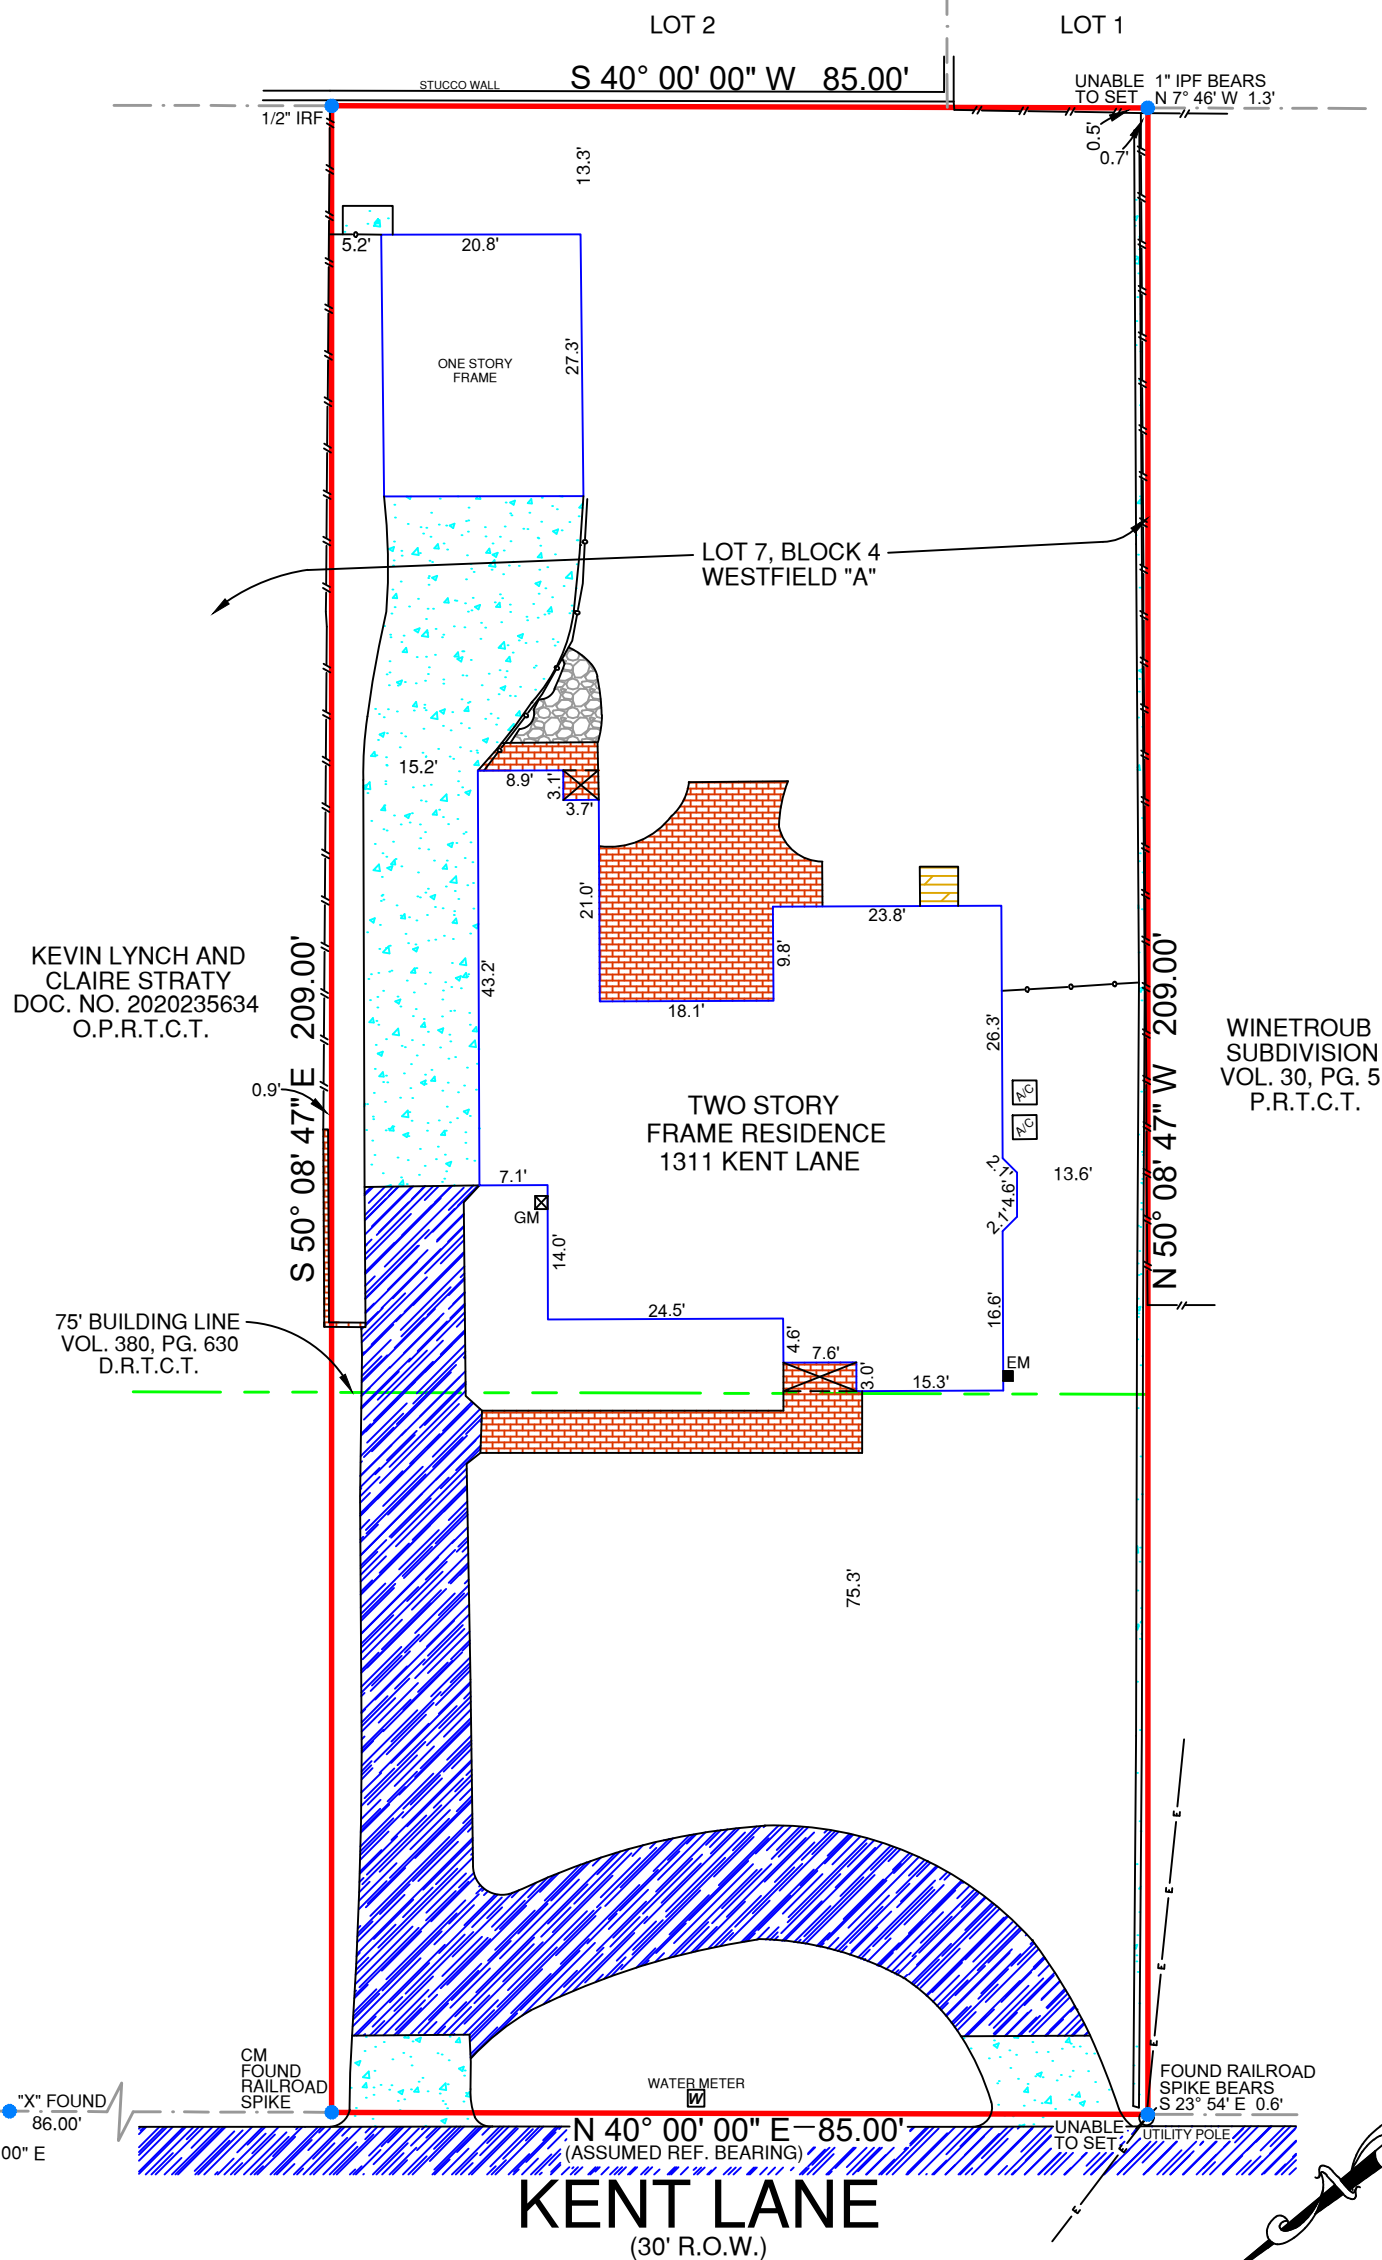 LOT 2
LOT 1
STUCCO WALL
S 40° 00' 00" W 85.00'
UNABLE
TO SET
1" IPF BEARS
N 7° 46' W 1.3'
1/2" IRF
0.5'
0.7'
13.3'
5.2'
20.8'
27.3'
ONE STORY
FRAME
LOT 7, BLOCK 4
WESTFIELD "A"
15.2'
8.9'
3.1'
3.7'
21.0'
23.8'
9.8'
43.2'
18.1'
KEVIN LYNCH AND
CLAIRE STRATY
DOC. NO. 2020235634
O.P.R.T.C.T.
S 50° 08' 47" E 209.00'
N 50° 08' 47" W 209.00'
WINETROUB
SUBDIVISION
VOL. 30, PG. 5
P.R.T.C.T.
26.3'
A/C
A/C
0.9'
TWO STORY
FRAME RESIDENCE
1311 KENT LANE
2.1'
4.6'
2.1'
13.6'
7.1'
GM
14.0'
24.5'
4.6'
7.6'
3.0'
15.3'
16.6'
EM
75' BUILDING LINE
VOL. 380, PG. 630
D.R.T.C.T.
75.3'
E
E
E
E
E
E
CM
FOUND
RAILROAD
SPIKE
"X" FOUND
86.00'
00" E
WATER METER
W
N 40° 00' 00" E 85.00'
(ASSUMED REF. BEARING)
FOUND RAILROAD
SPIKE BEARS
S 23° 54' E 0.6'
UNABLE
TO SET
UTILITY POLE
KENT LANE
(30' R.O.W.)